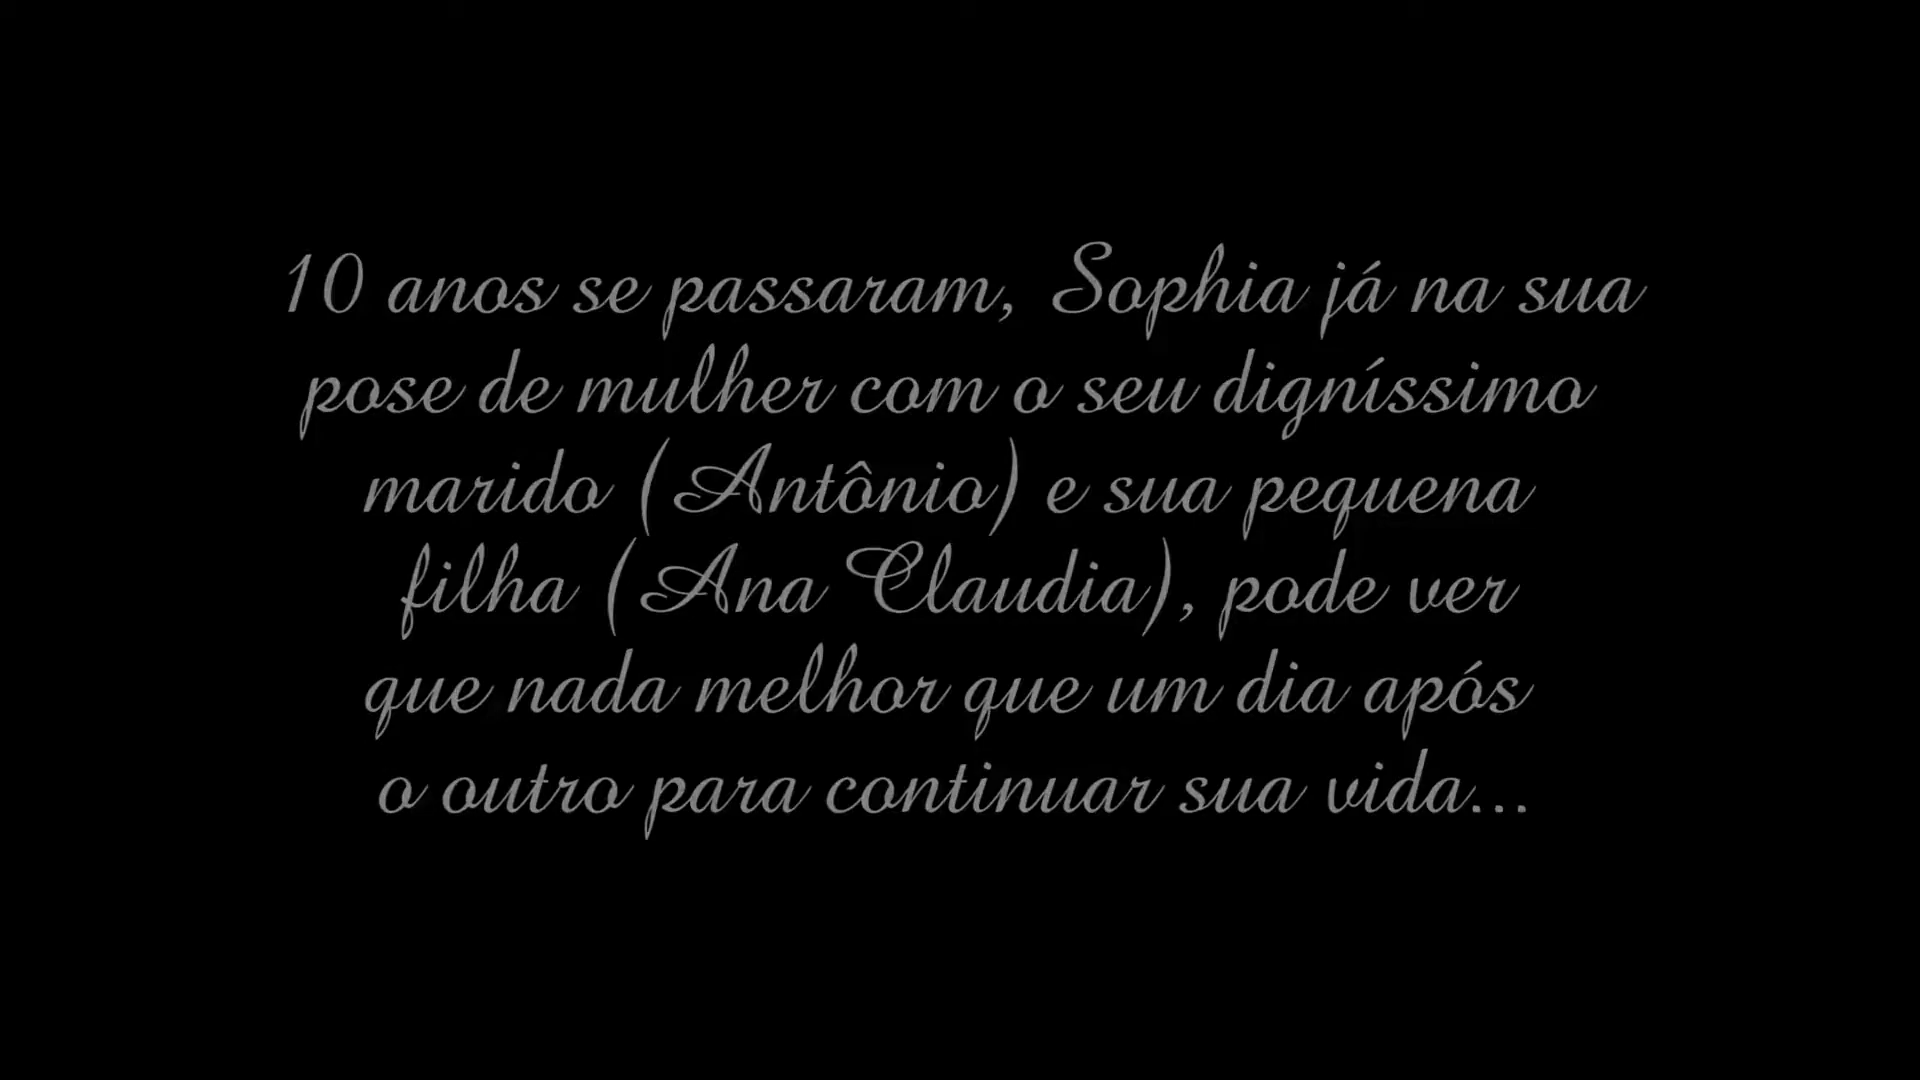 10 anos se passaram, Sophia já na sua
pose de mulher com o seu digníssimo
marido (Antônio) e sua pequena
filha (Ana Claudia), pode ver
que nada melhor que um dia após
o outro para continuar sua vida...